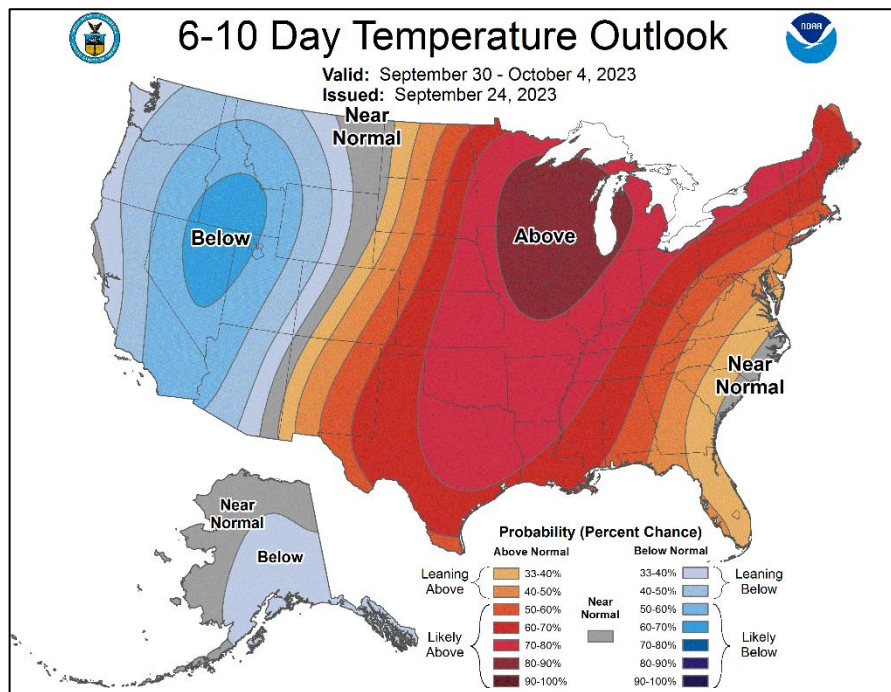 6-10 Day Temperature Outlook
NOAA
Valid: September 30 - October 4, 2023
Issued: September 24, 2023
Near
Normal
Below
Above
Near
Normal
Near
Normal
Below
Probability (Percent Chance)
Above Normal
Below Normal
Leaning
Above
33-40%
40-50%
Likely
Above
50-60%
60-70%
70-80%
80-90%
90-100%
Near
Normal
33-40%
40-50%
Leaning
Below
50-60%
60-70%
70-80%
80-90%
90-100%
Likely
Below